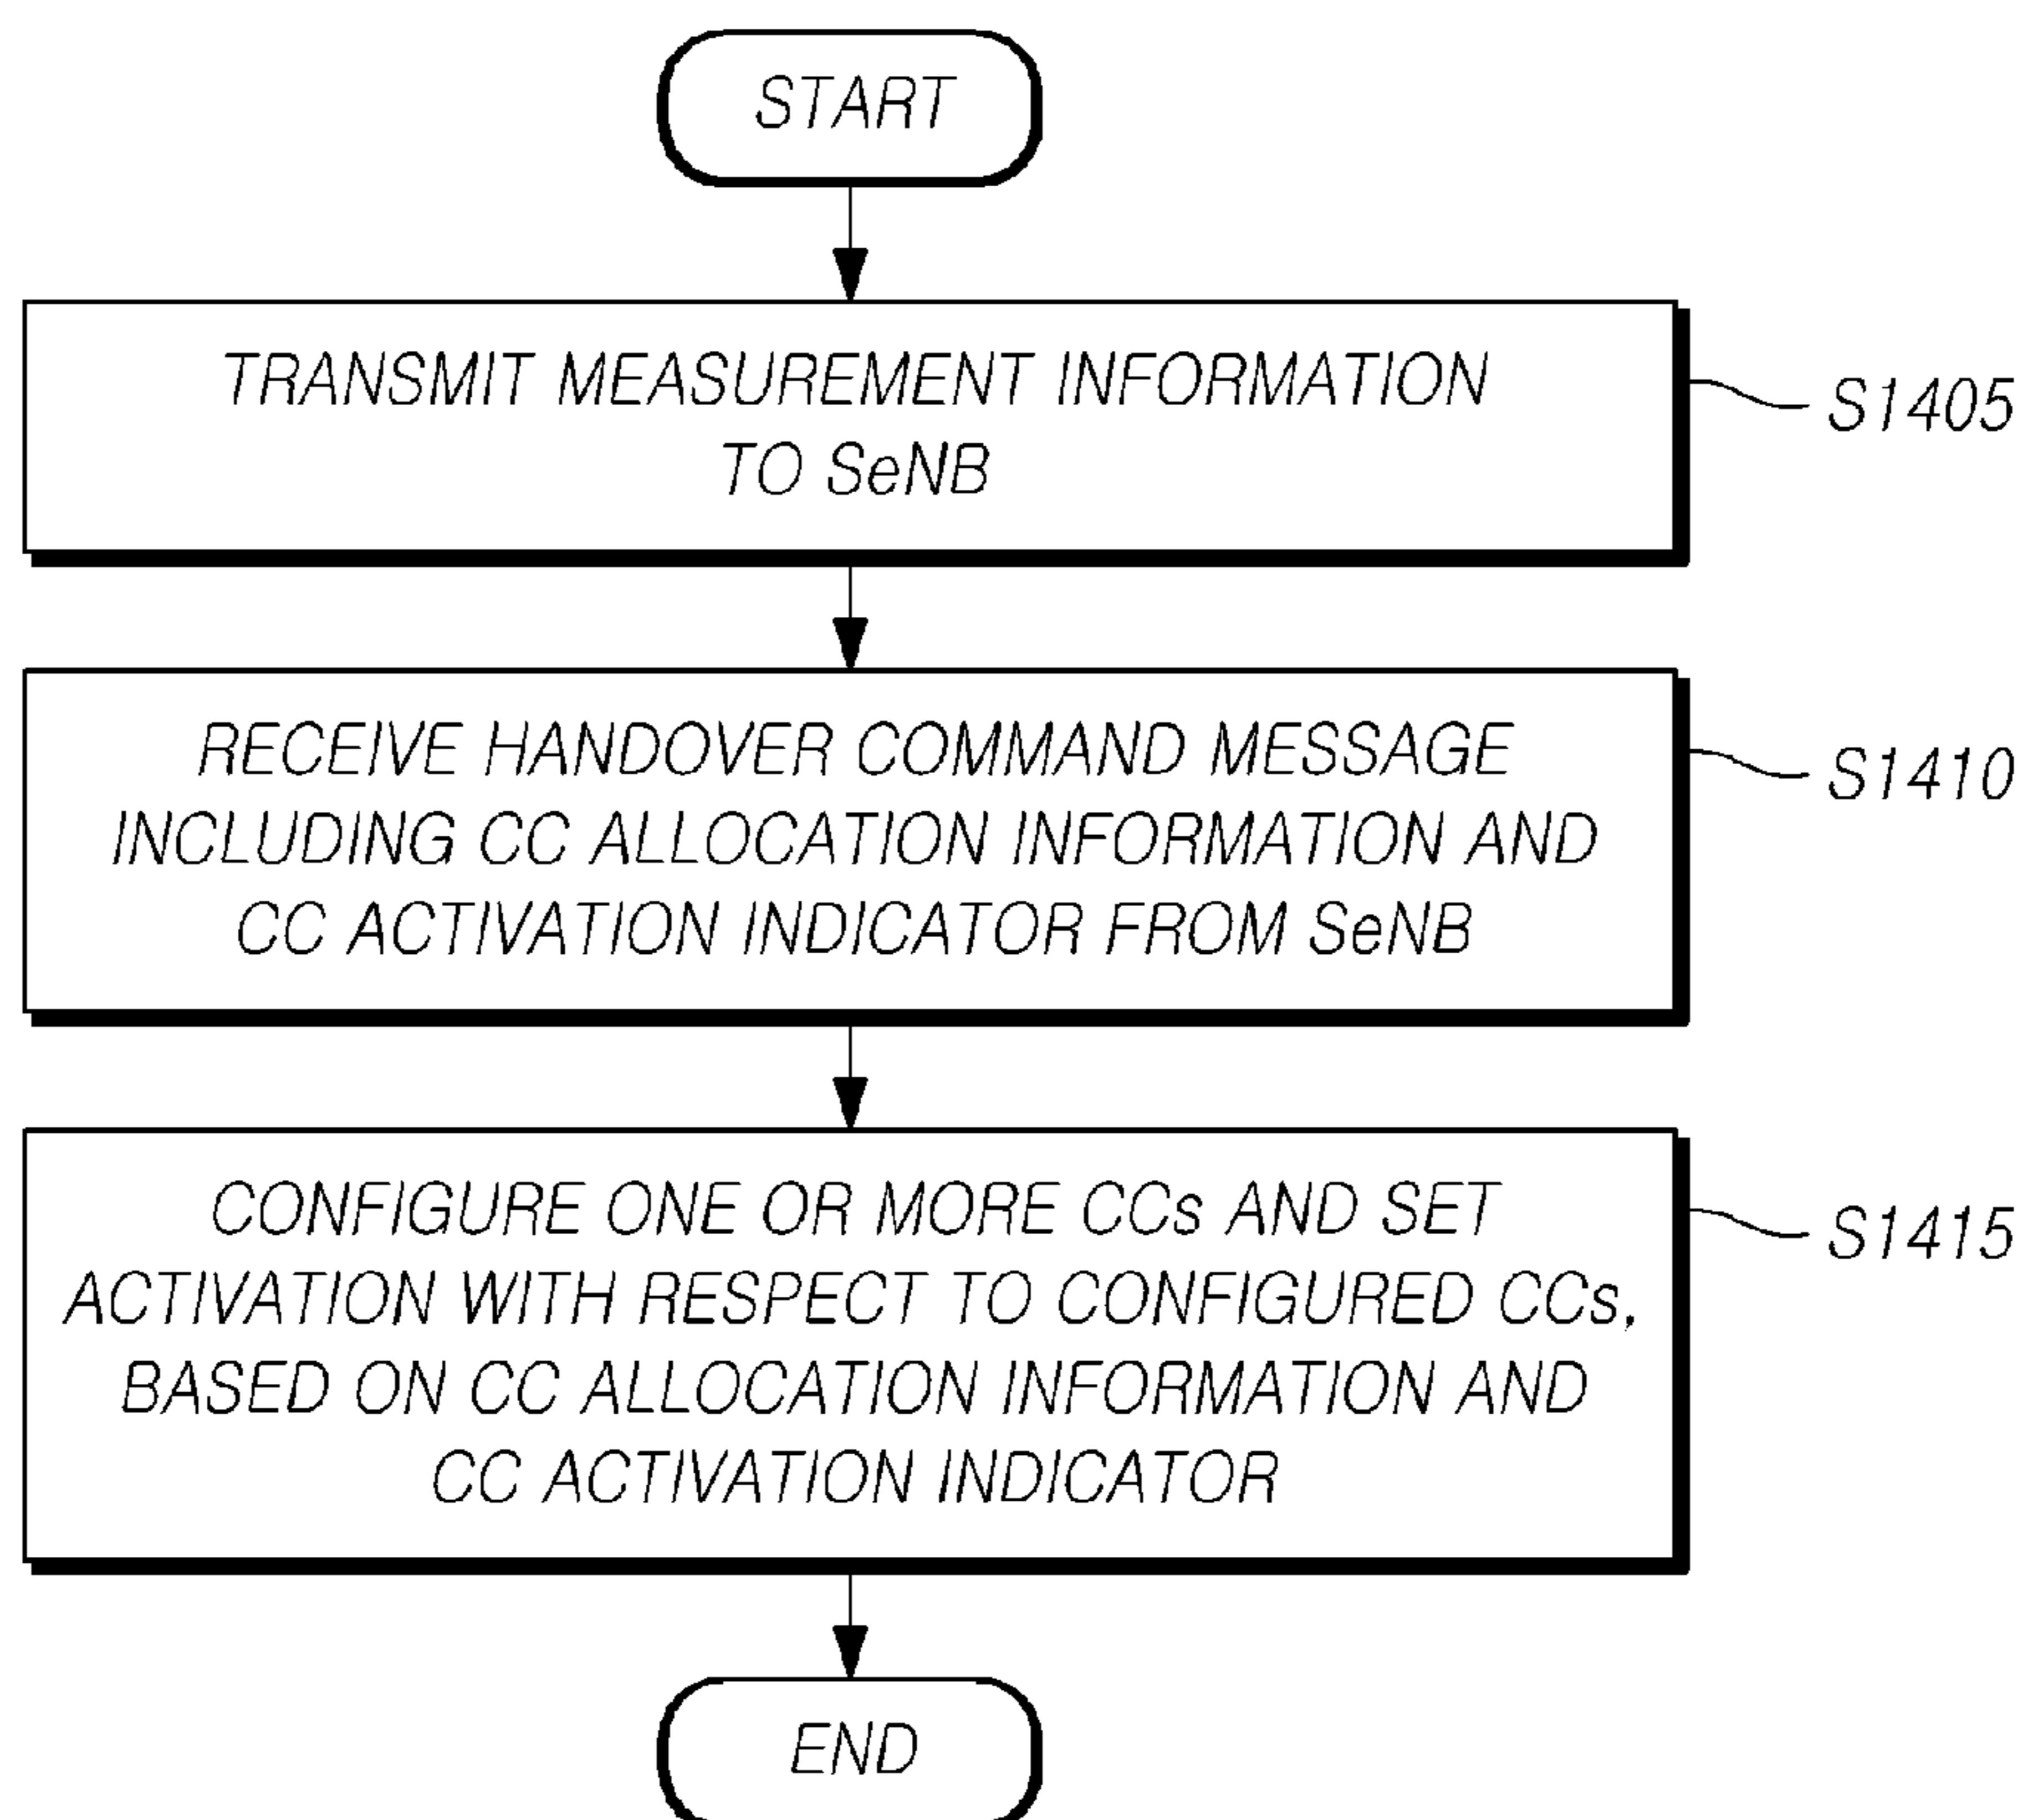 START
TRANSMIT MEASUREMENT INFORMATION
TO SeNB
S1405
RECEIVE HANDOVER COMMAND MESSAGE
INCLUDING CC ALLOCATION INFORMATION AND
CC ACTIVATION INDICATOR FROM SeNB
S1410
CONFIGURE ONE OR MORE CCs AND SET
ACTIVATION WITH RESPECT TO CONFIGURED CCs,
BASED ON CC ALLOCATION INFORMATION AND
CC ACTIVATION INDICATOR
S1415
END